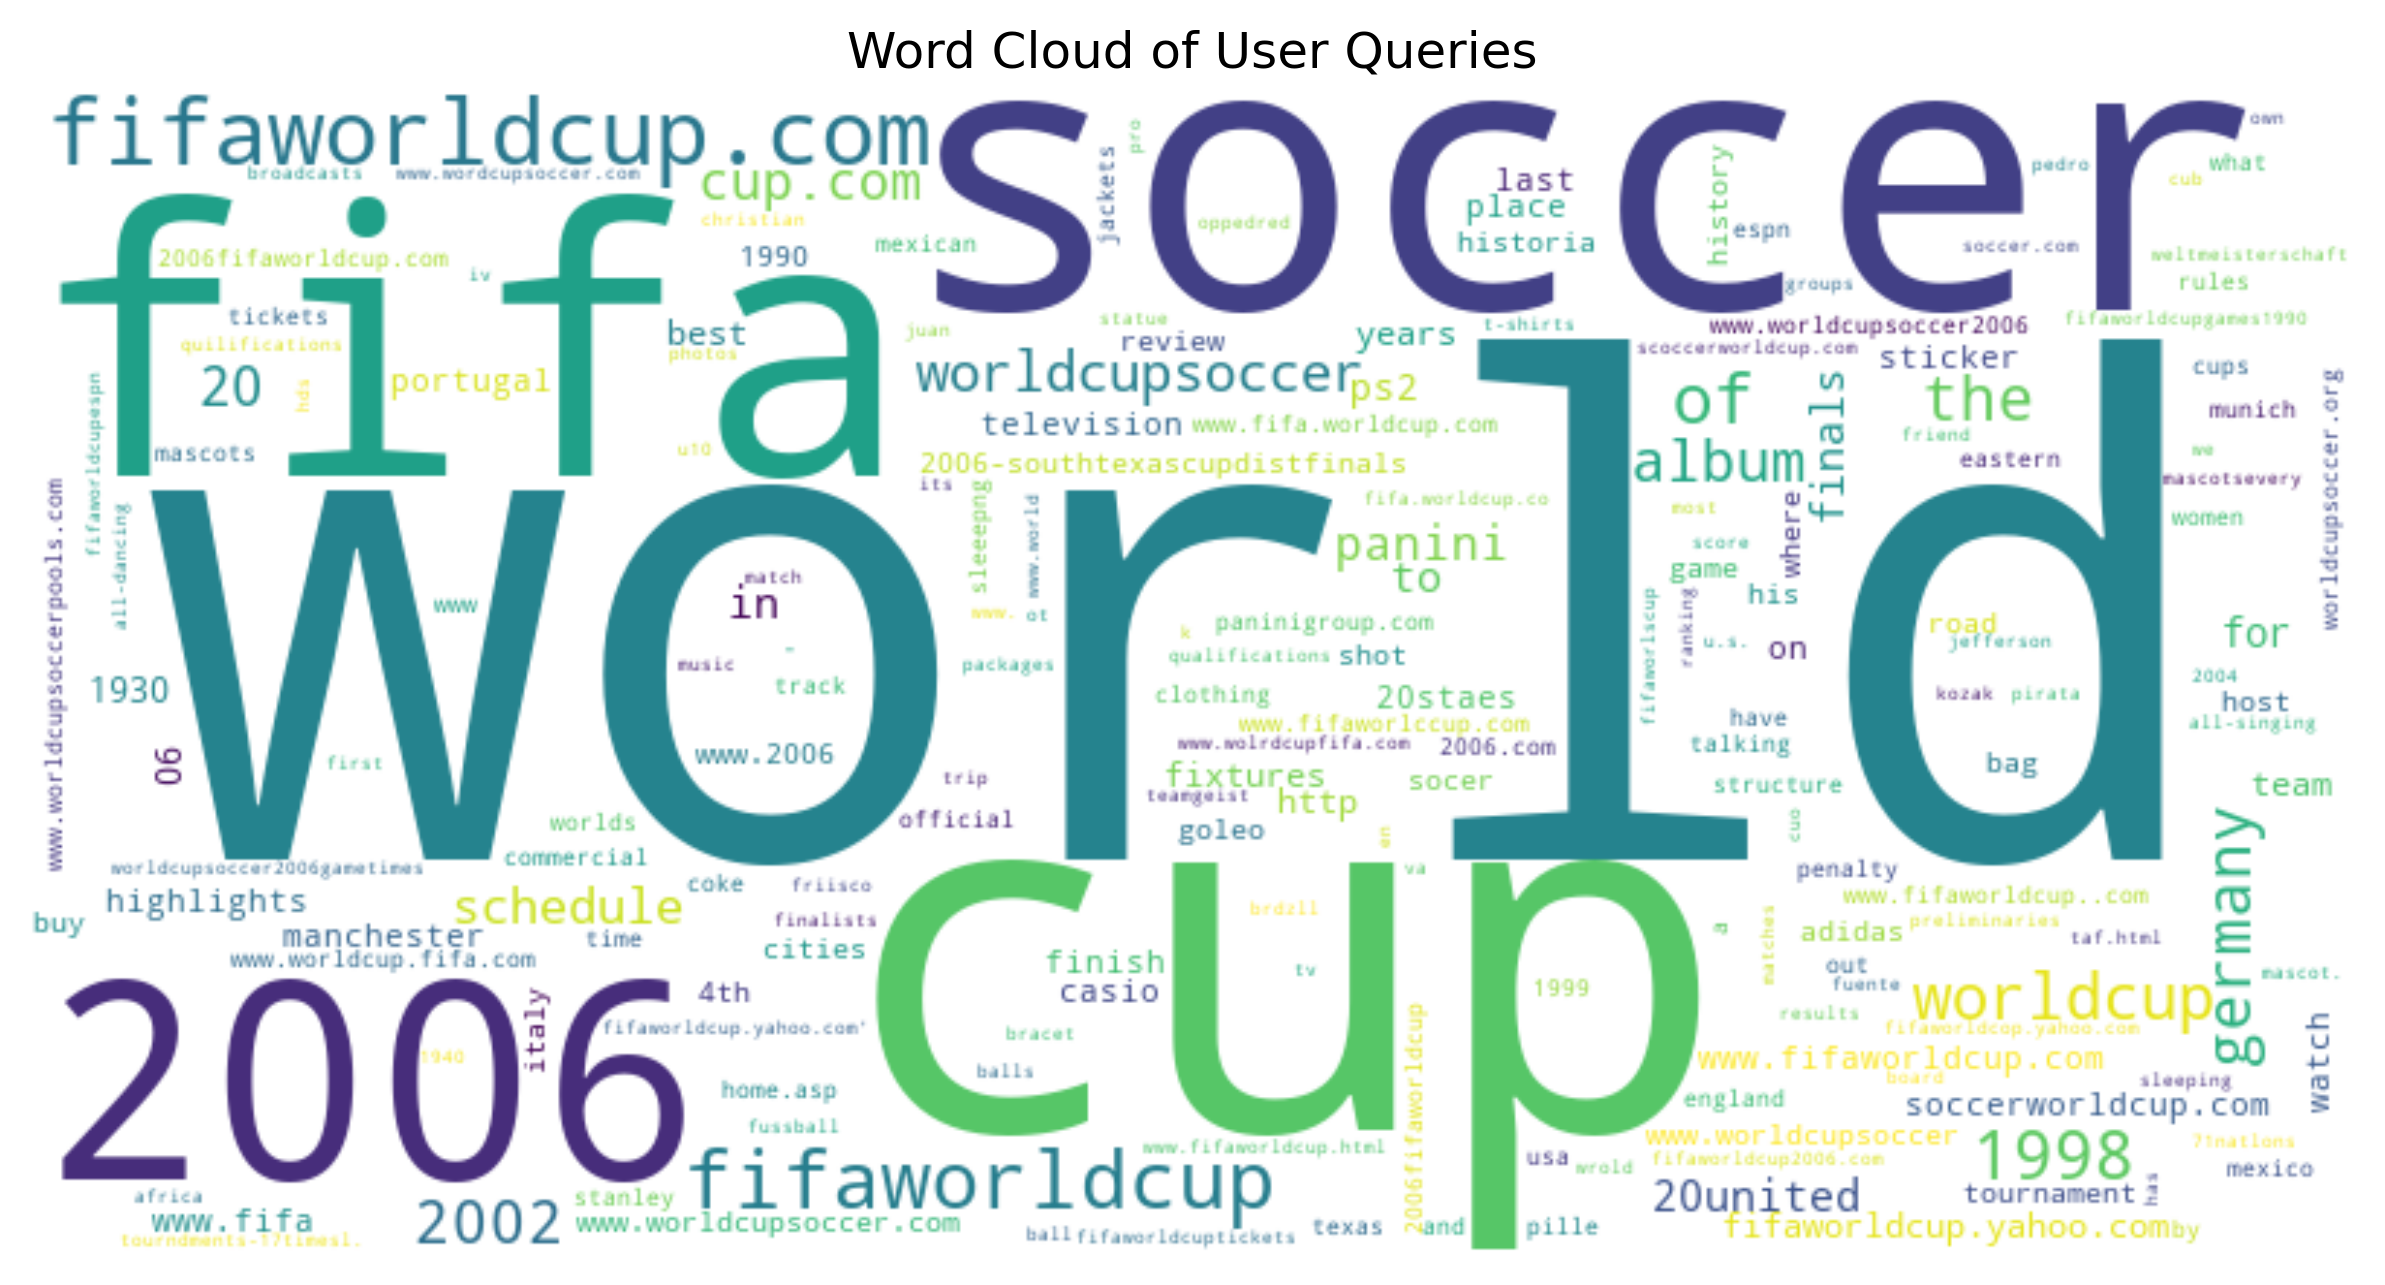 Word Cloud of User Queries
fifaworldcup.com
soccer
own
broadcasts
www.wordcupsoccer.com
cup.com
pro
jackets
last
place
historia
history
espn
pedro
what
cub
christian
oppedred
fifa
2006fifaworldcup.com
iv
1990
mexican
soccer.com
weltmeisterschaft
rules
groups
tickets
quilifications
20
hds
portugal
best
photos
juan
statue
review
years
t-shirts
www.worldcupsoccer2006
fifaworldcupgames1990
scoccerworldcup.com
sticker
cups
worldcupsoccer
ps2
of
the
finals
munich
fifaworldcupespn
mascots
u10
television
www.fifa.worldcup.com
album
friend
eastern
we
mascotsevery
worldcupsoccer.org
2006-southtexascupdistfinals
its
sleeepng
www.world
fifa.worldcup.co
most
where
women
world
www.worldcupsoccerpools.com
all-dancing
www
match
in
music
-
track
www.2006
first
panini
to
score
game
his
www.
ot
k
paninigroup.com
packages
qualifications
shot
fifaworlscup
ranking
u.s.
on
road
jefferson
kozak
pirata
bag
for
2004
host
all-singing
team
1930
06
clothing
20staes
www.fifaworlccup.com
www.wolrdcupfifa.com
2006.com
have
talking
structure
trip
fixtures
socer
teamgeist
http
official
goleo
en
cuo
worlds
commercial
worldcupsoccer2006gametimes
highlights
schedule
coke
friisco
finalists
buy
manchester
time
cities
www.worldcup.fifa.com
cup
va
brdzll
penalty
www.fifaworldcup..com
germany
a
matches
adidas
preliminaries
taf.html
out
fuente
mascot.
worldcup
results
fifaworldcop.yahoo.com
2006
italy
1940
4th
fifaworldcup.yahoo.com'
finish
casio
tv
1999
bracet
balls
home.asp
fussball
2006fifaworldcup
www.fifaworldcup.com
board
sleeping
watch
england
soccerworldcup.com
www.worldcupsoccer
1998
71nations
mexico
fifaworldcup
www.fifaworldcup.html
usa
wrold
fifaworldcup2006.com
africa
www.fifa
2002
stanley
www.worldcupsoccer.com
20united
tournament
has
tourndments-17timesl.
ball
fifaworldcuptickets
texas
and
pille
fifaworldcup.yahoo.com
by